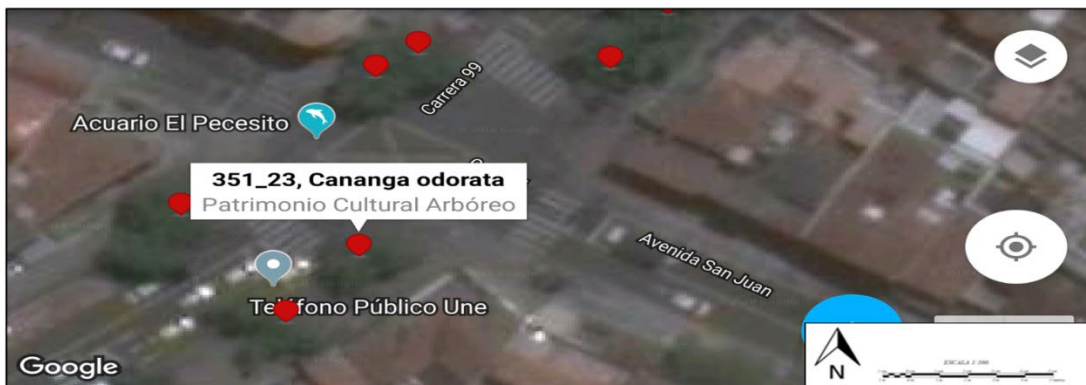 Carrera 99
Acuario El Pecesito
351_23, Cananga odorata
Patrimonio Cultural Arbóreo
Avenida San Juan
Teléfono Público Une
Google
N